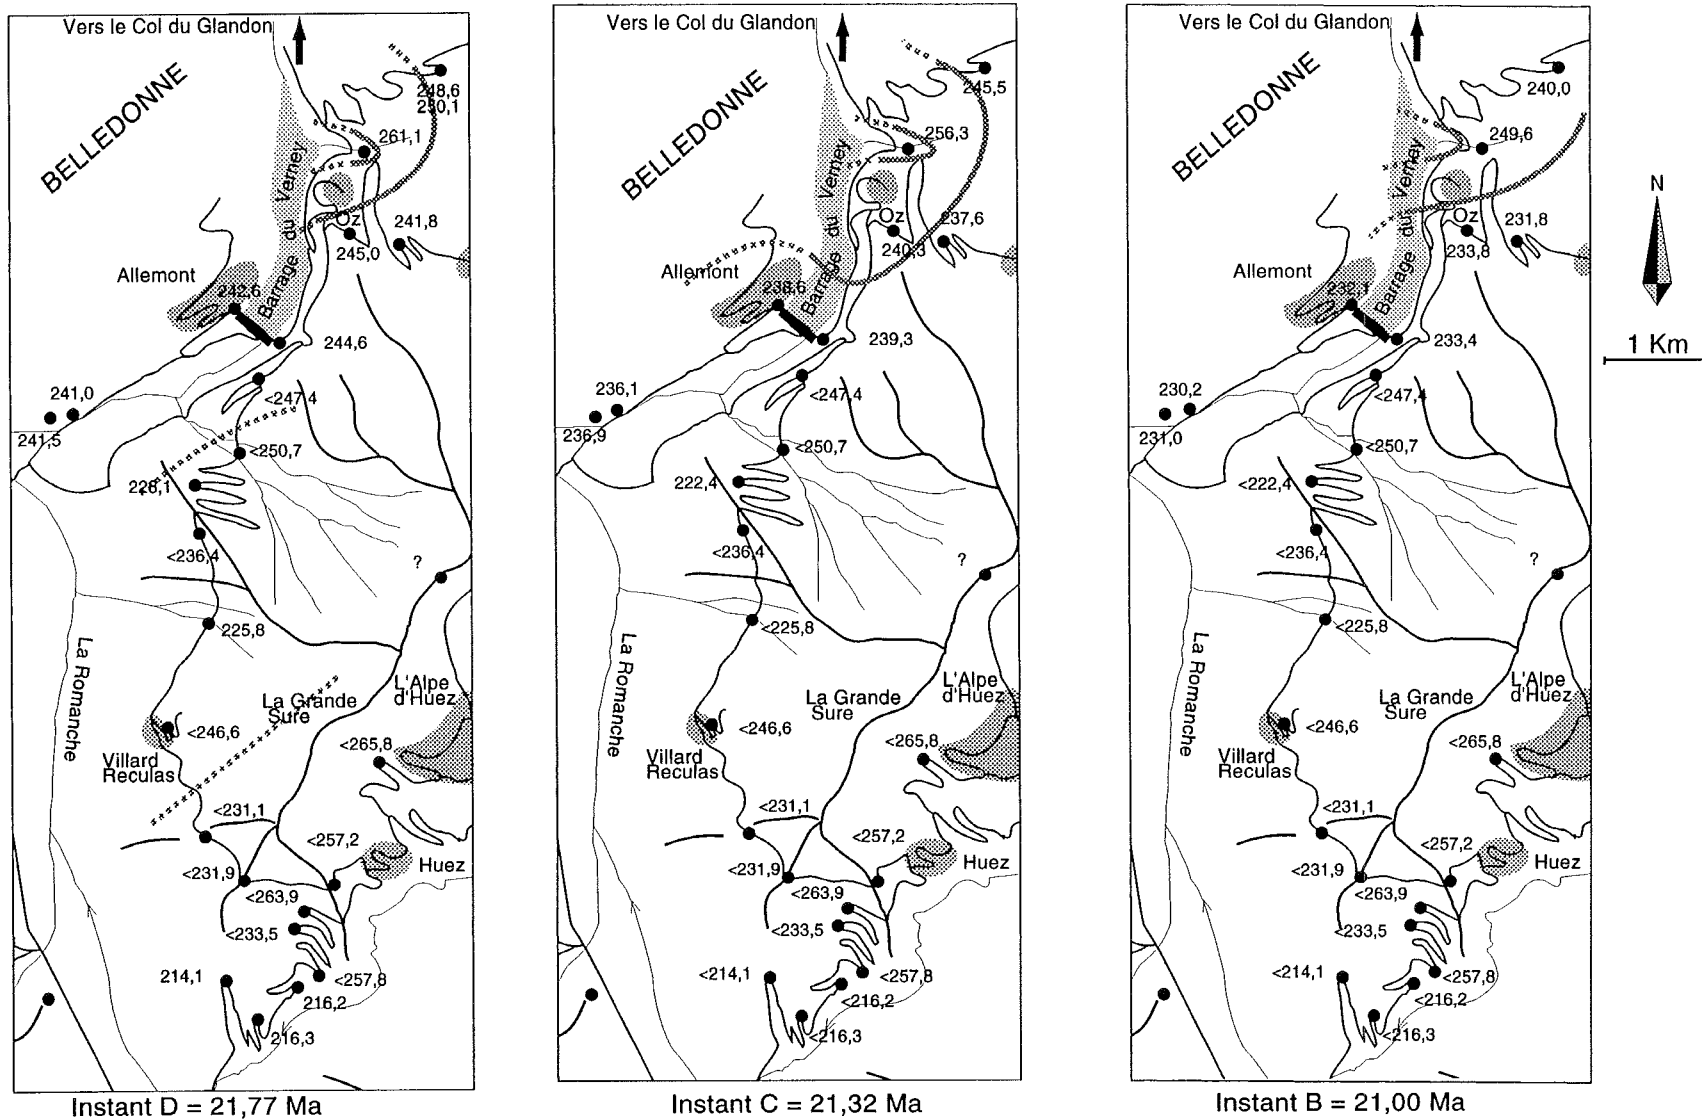 Vers le Col du Glandon
BELLEDONNE
248,6
250,1
261,1
Barrage du Verney
Oz
241,8
245,0
Allemont
242,6
244,6
241,0
<247,4
241,5
<250,7
226,1
<236,4
?
225,8
La Romanche
L'Alpe
d'Huez
La Grande
Sure
<246,6
<265,8
Villard
Reculas
<231,1
<257,2
Huez
<231,9
<263,9
<233,5
214,1
<257,8
216,2
216,3
Instant D = 21,77 Ma
Vers le Col du Glandon
BELLEDONNE
245,5
256,3
Barrage du Verney
Oz
237,6
240,3
Allemont
238,6
239,3
236,1
<247,4
236,9
<250,7
222,4
<236,4
?
<225,8
La Romanche
L'Alpe
d'Huez
La Grande
Sure
<246,6
<265,8
Villard
Reculas
<231,1
<257,2
Huez
<231,9
<263,9
<233,5
<214,1
<257,8
<216,2
<216,3
Instant C = 21,32 Ma
Vers le Col du Glandon
BELLEDONNE
240,0
249,6
Barrage du Verney
Oz
231,8
233,8
Allemont
232,1
233,4
230,2
<247,4
231,0
<250,7
<222,4
<236,4
?
<225,8
La Romanche
L'Alpe
d'Huez
La Grande
Sure
<246,6
<265,8
Villard
Reculas
<231,1
<257,2
Huez
<231,9
<263,9
<233,5
<214,1
<257,8
<216,2
<216,3
Instant B = 21,00 Ma
N
1 Km